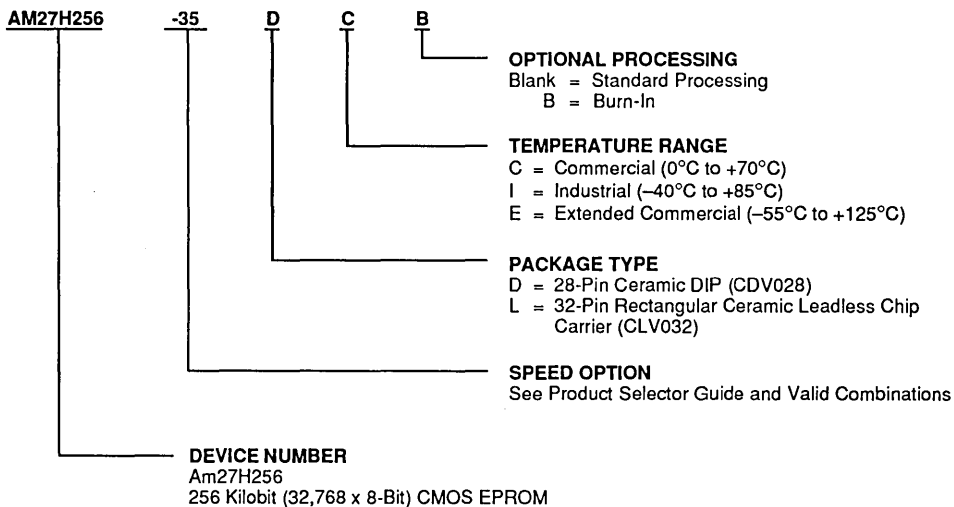 AM27H256 -35 D C B
OPTIONAL PROCESSING
Blank = Standard Processing
B = Burn-In
TEMPERATURE RANGE
C = Commercial (0°C to +70°C)
I = Industrial (–40°C to +85°C)
E = Extended Commercial (–55°C to +125°C)
PACKAGE TYPE
D = 28-Pin Ceramic DIP (CDV028)
L = 32-Pin Rectangular Ceramic Leadless Chip
Carrier (CLV032)
SPEED OPTION
See Product Selector Guide and Valid Combinations
DEVICE NUMBER
Am27H256
256 Kilobit (32,768 x 8-Bit) CMOS EPROM